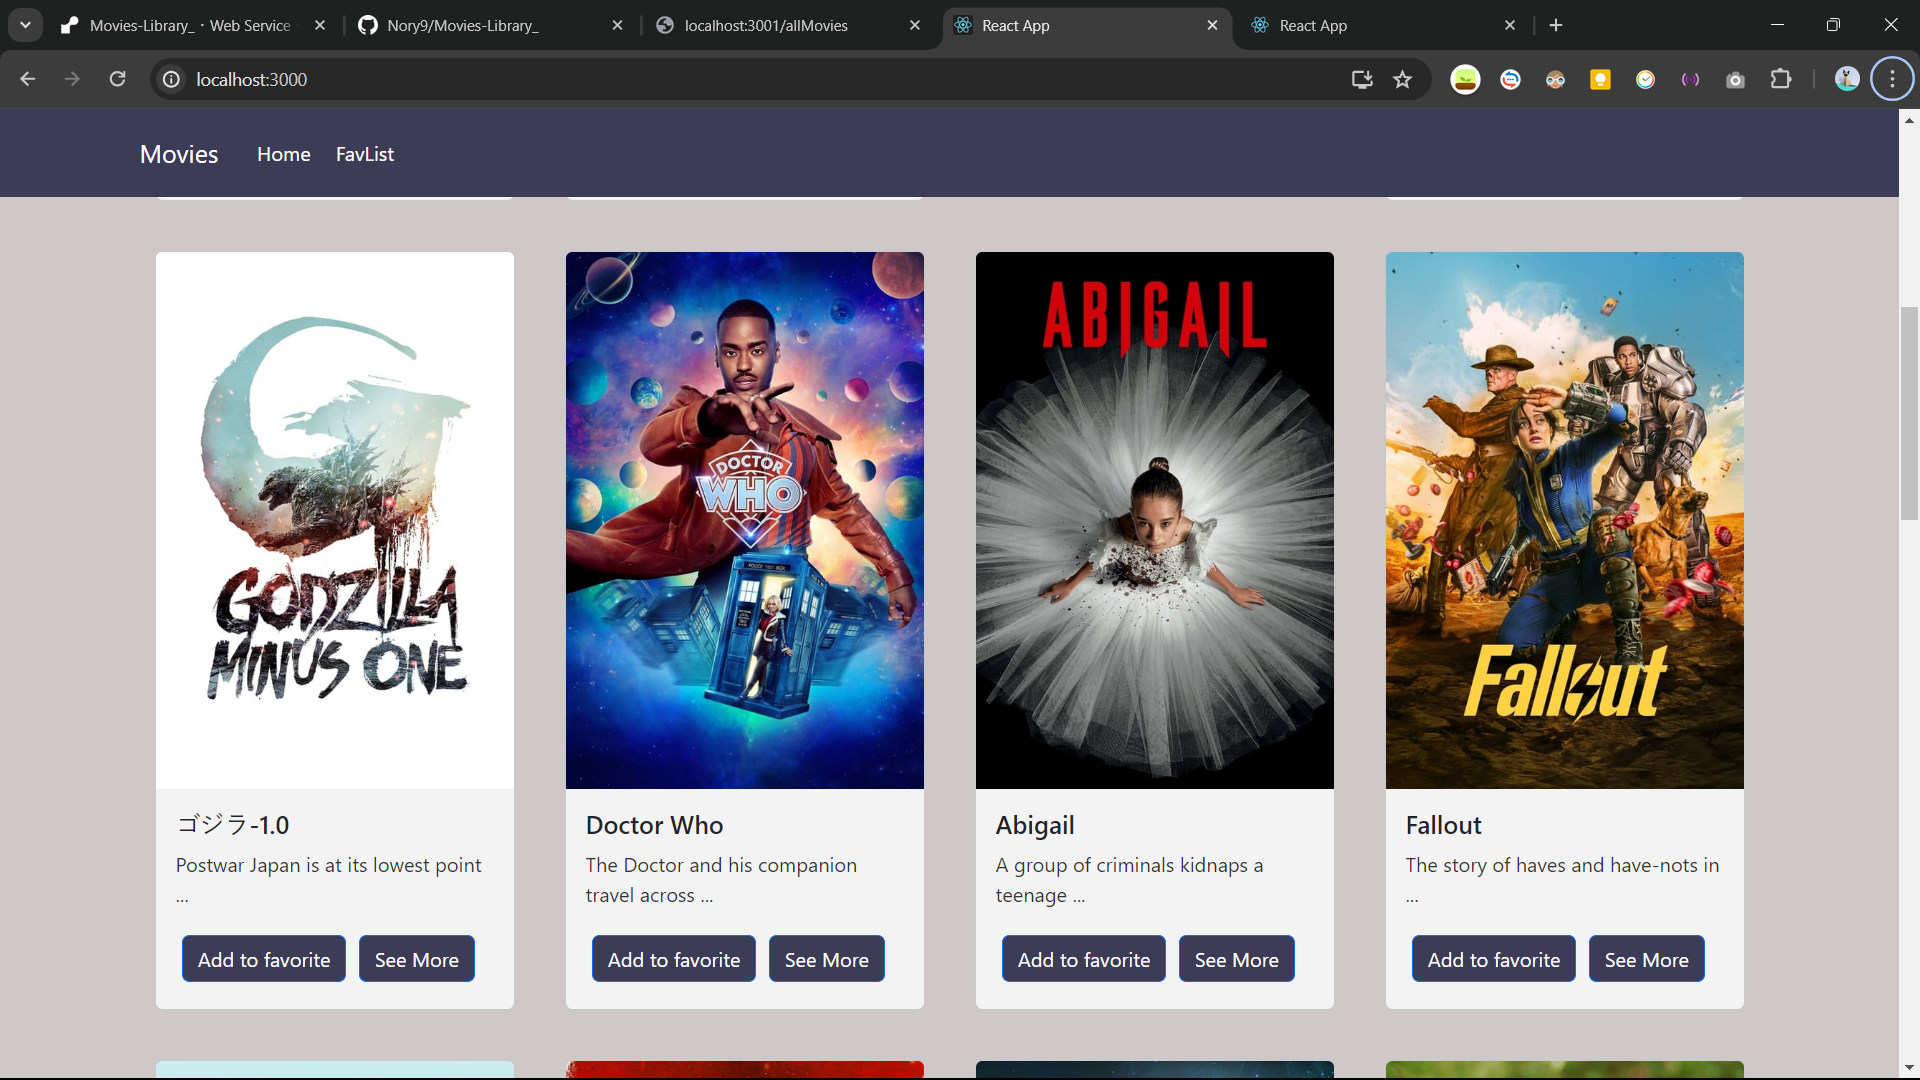 Movies-Library_ · Web Service
Nory9/Movies-Library_
localhost:3001/allMovies
React App
React App
localhost:3000
Movies
Home
FavList
GODZILLA
MINUS ONE
DOCTOR
WHO
POLICE BOX
ABIGAIL
Fallout
ゴジラ-1.0
Postwar Japan is at its lowest point
...
Add to favorite
See More
Doctor Who
The Doctor and his companion
travel across ...
Add to favorite
See More
Abigail
A group of criminals kidnaps a
teenage ...
Add to favorite
See More
Fallout
The story of haves and have-nots in
...
Add to favorite
See More